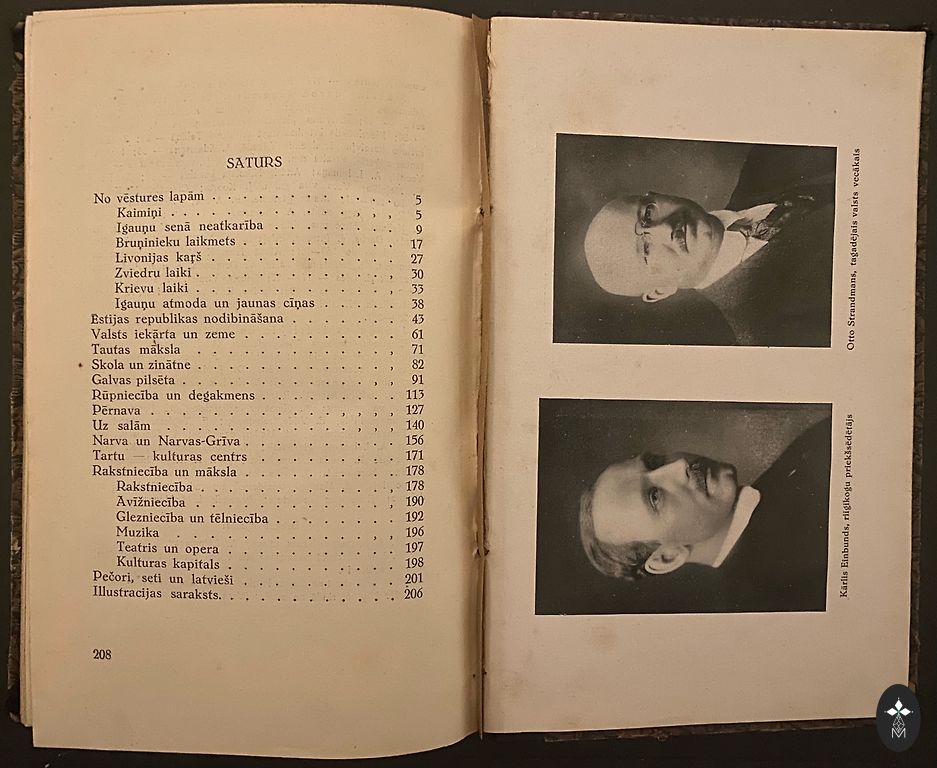 SATURS
No vēstures lapām . . . . . . . . . . . . 5
Kaimiņi . . . . . . . . . . . . , , , 5
Igauņu senā neatkarība . . . . . . . . 9
Bruņinieku laikmets . . . . . . . . . . 17
Livonijas kaŗš . . . . . . . . . . . . 27
Zviedru laiki . . . . . . . . . . . . . 30
Krievu laiki . . . . . . . . . . . . . 33
Igauņu atmoda un jaunas cīņas . . . . . 38
Estijas republikas nodibināšana . . . . . . . 43
Valsts iekārta un zeme . . . . . . . . . . 61
Tautas māksla . . . . . . . . . . . . , 71
Skola un zinātne . . . . . . . . . . . . 82
Galvas pilsēta . . . . . . . . . . . , , 91
Rūpniecība un degakmens . . . . . . . . . 113
Pērnava . . . . . . . . . . . , , , , 127
Uz salām . . . . . . . . . . . . , , , 140
Narva un Narvas-Grīva . . . . . . . . . . 156
Tartu — kulturas centrs . . . . . . . . . 171
Rakstniecība un māksla . . . . . . . . . . 178
Rakstniecība . . . . . . . . . . . . . 178
Avīžniecība . . . . . . . . . . . . . 190
Glezniecība un tēlniecība . . . . . . . . 192
Muzika . . . . . . . . . . . . , , . 196
Teatris un opera . . . . . . . . . . . 197
Kulturas kapitals . . . . . . . . . . . 198
Pečori, seti un latvieši . . . . . . . . . . 201
Illustracijas saraksts. . . . . . . . . . . . 206
208
Otto Strandmans, tagadējais valsts vecākais
Kārlis Einbunds, riigikogu priekšsēdētājs
M